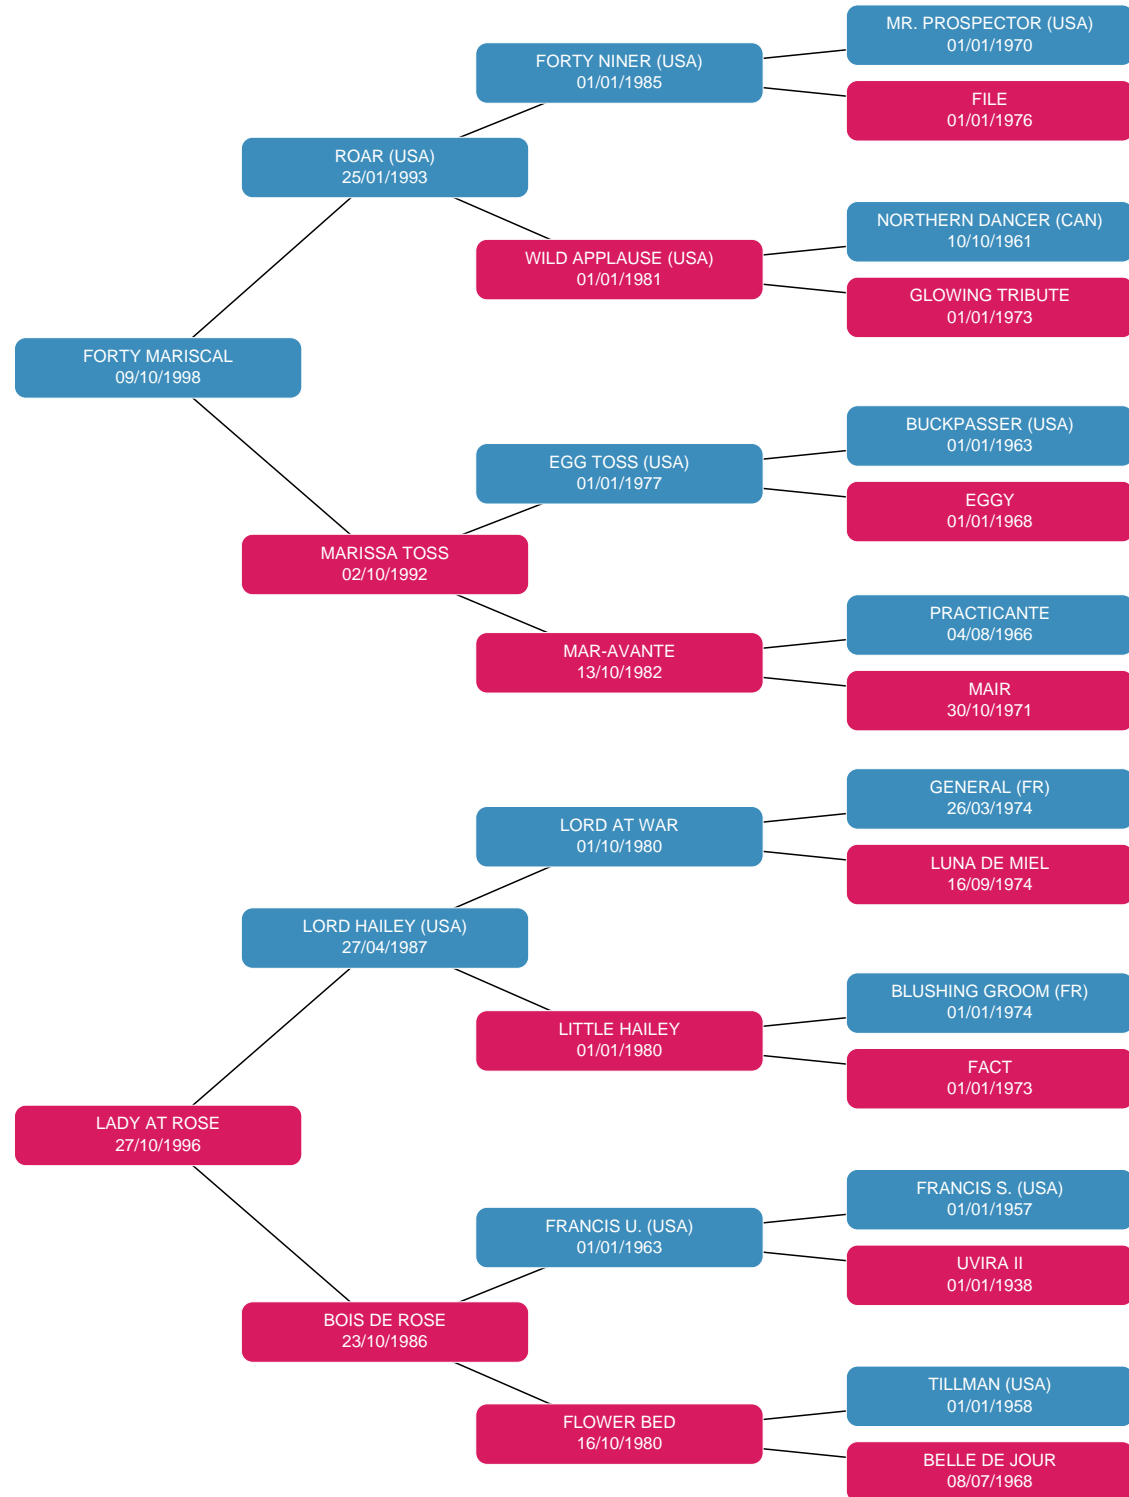 MR. PROSPECTOR (USA)
01/01/1970
FORTY NINER (USA)
01/01/1985
FILE
01/01/1976
ROAR (USA)
25/01/1993
NORTHERN DANCER (CAN)
10/10/1961
WILD APPLAUSE (USA)
01/01/1981
GLOWING TRIBUTE
01/01/1973
FORTY MARISCAL
09/10/1998
BUCKPASSER (USA)
01/01/1963
EGG TOSS (USA)
01/01/1977
EGGY
01/01/1968
MARISSA TOSS
02/10/1992
PRACTICANTE
04/08/1966
MAR-AVANTE
13/10/1982
MAIR
30/10/1971
GENERAL (FR)
26/03/1974
LORD AT WAR
01/10/1980
LUNA DE MIEL
16/09/1974
LORD HAILEY (USA)
27/04/1987
BLUSHING GROOM (FR)
01/01/1974
LITTLE HAILEY
01/01/1980
FACT
01/01/1973
LADY AT ROSE
27/10/1996
FRANCIS S. (USA)
01/01/1957
FRANCIS U. (USA)
01/01/1963
UVIRA II
01/01/1938
BOIS DE ROSE
23/10/1986
TILLMAN (USA)
01/01/1958
FLOWER BED
16/10/1980
BELLE DE JOUR
08/07/1968